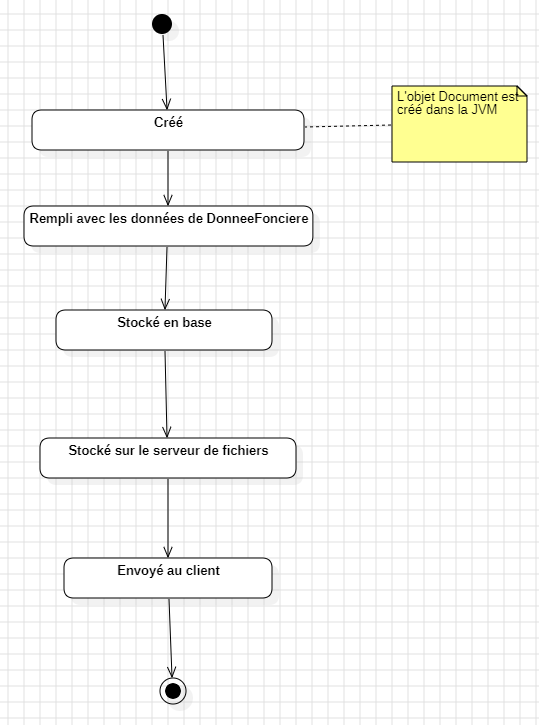 Créé
L'objet Document est
créé dans la JVM
Rempli avec les données de DonneeFonciere
Stocké en base
Stocké sur le serveur de fichiers
Envoyé au client